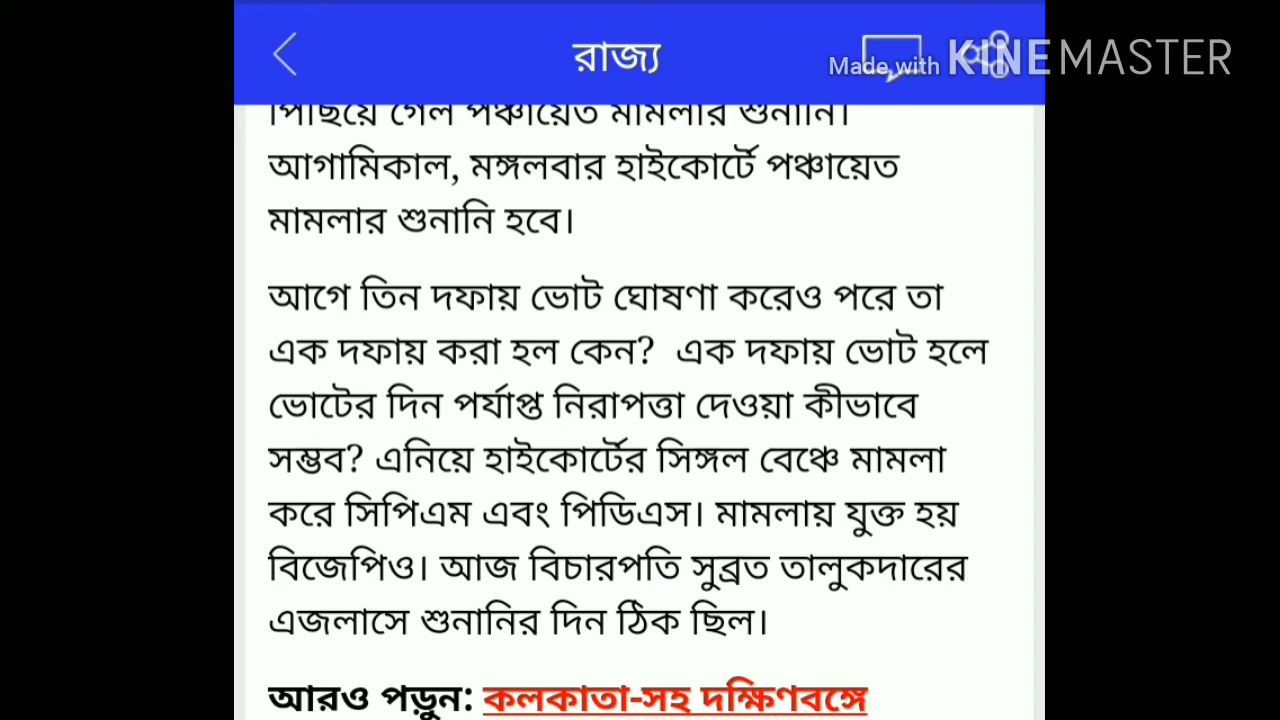 রাজ্য
Made with KINEMASTER
পিছিয়ে গেল পঞ্চায়েত মামলার শুনানি।
আগামিকাল, মঙ্গলবার হাইকোর্টে পঞ্চায়েত
মামলার শুনানি হবে।
আগে তিন দফায় ভোট ঘোষণা করেও পরে তা
এক দফায় করা হল কেন? এক দফায় ভোট হলে
ভোটের দিন পর্যাপ্ত নিরাপত্তা দেওয়া কীভাবে
সম্ভব? এনিয়ে হাইকোর্টের সিঙ্গল বেঞ্চে মামলা
করে সিপিএম এবং পিডিএস। মামলায় যুক্ত হয়
বিজেপিও। আজ বিচারপতি সুব্রত তালুকদারের
এজলাসে শুনানির দিন ঠিক ছিল।
আরও পড়ুন: কলকাতা-সহ দক্ষিণবঙ্গে